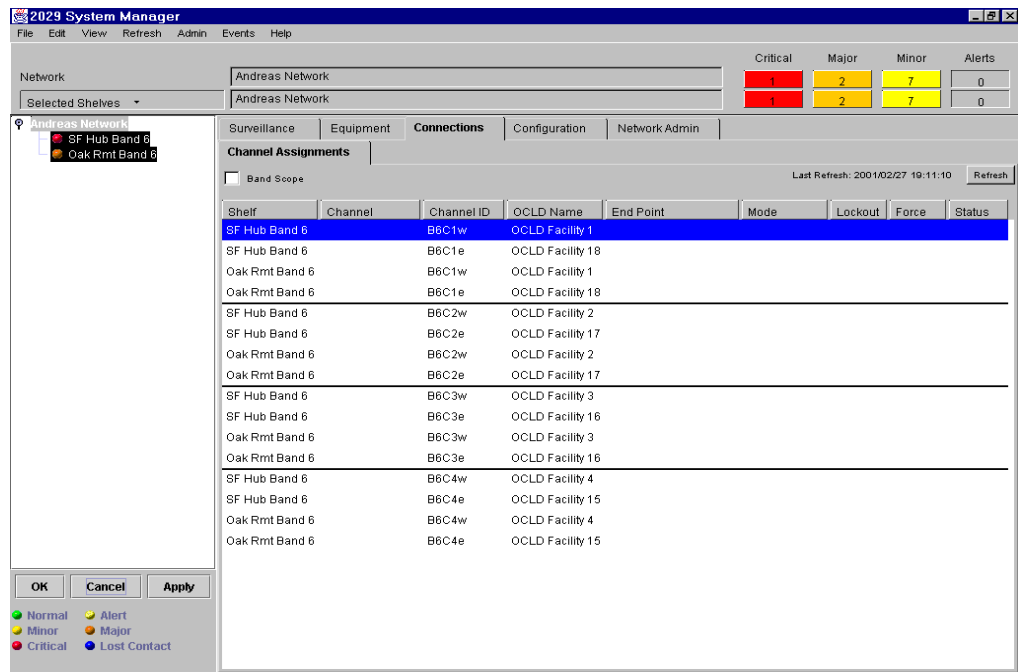 2029 System Manager
File Edit View Refresh Admin Events Help
Critical Major Minor Alerts
Network Andreas Network 1 2 7 0
Selected Shelves Andreas Network 1 2 7 0
Andreas Network
SF Hub Band 6
Oak Rmt Band 6
Surveillance Equipment Connections Configuration Network Admin
Channel Assignments
Band Scope Last Refresh: 2001/02/27 19:11:10 Refresh
Shelf Channel Channel ID OCLD Name End Point Mode Lockout Force Status
SF Hub Band 6 B6C1w OCLD Facility 1
SF Hub Band 6 B6C1e OCLD Facility 18
Oak Rmt Band 6 B6C1w OCLD Facility 1
Oak Rmt Band 6 B6C1e OCLD Facility 18
SF Hub Band 6 B6C2w OCLD Facility 2
SF Hub Band 6 B6C2e OCLD Facility 17
Oak Rmt Band 6 B6C2w OCLD Facility 2
Oak Rmt Band 6 B6C2e OCLD Facility 17
SF Hub Band 6 B6C3w OCLD Facility 3
SF Hub Band 6 B6C3e OCLD Facility 16
Oak Rmt Band 6 B6C3w OCLD Facility 3
Oak Rmt Band 6 B6C3e OCLD Facility 16
SF Hub Band 6 B6C4w OCLD Facility 4
SF Hub Band 6 B6C4e OCLD Facility 15
Oak Rmt Band 6 B6C4w OCLD Facility 4
Oak Rmt Band 6 B6C4e OCLD Facility 15
OK Cancel Apply
Normal Alert
Minor Major
Critical Lost Contact